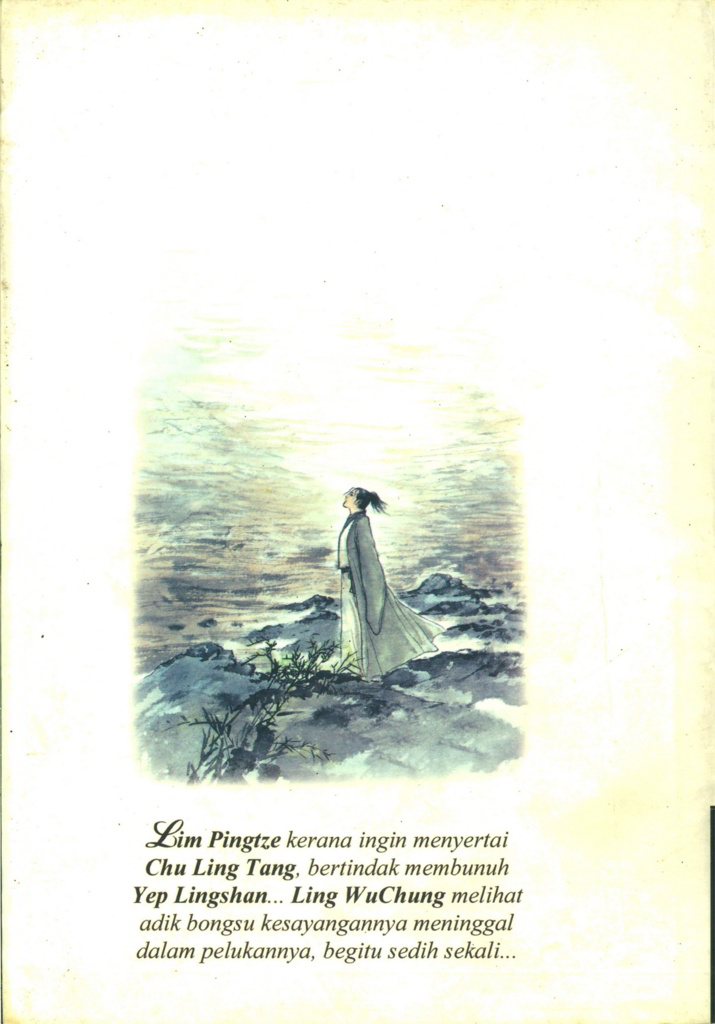 Lim Pingtze kerana ingin menyertai
Chu Ling Tang, bertindak membunuh
Yep Lingshan... Ling WuChung melihat
adik bongsu kesayangannya meninggal
dalam pelukannya, begitu sedih sekali...